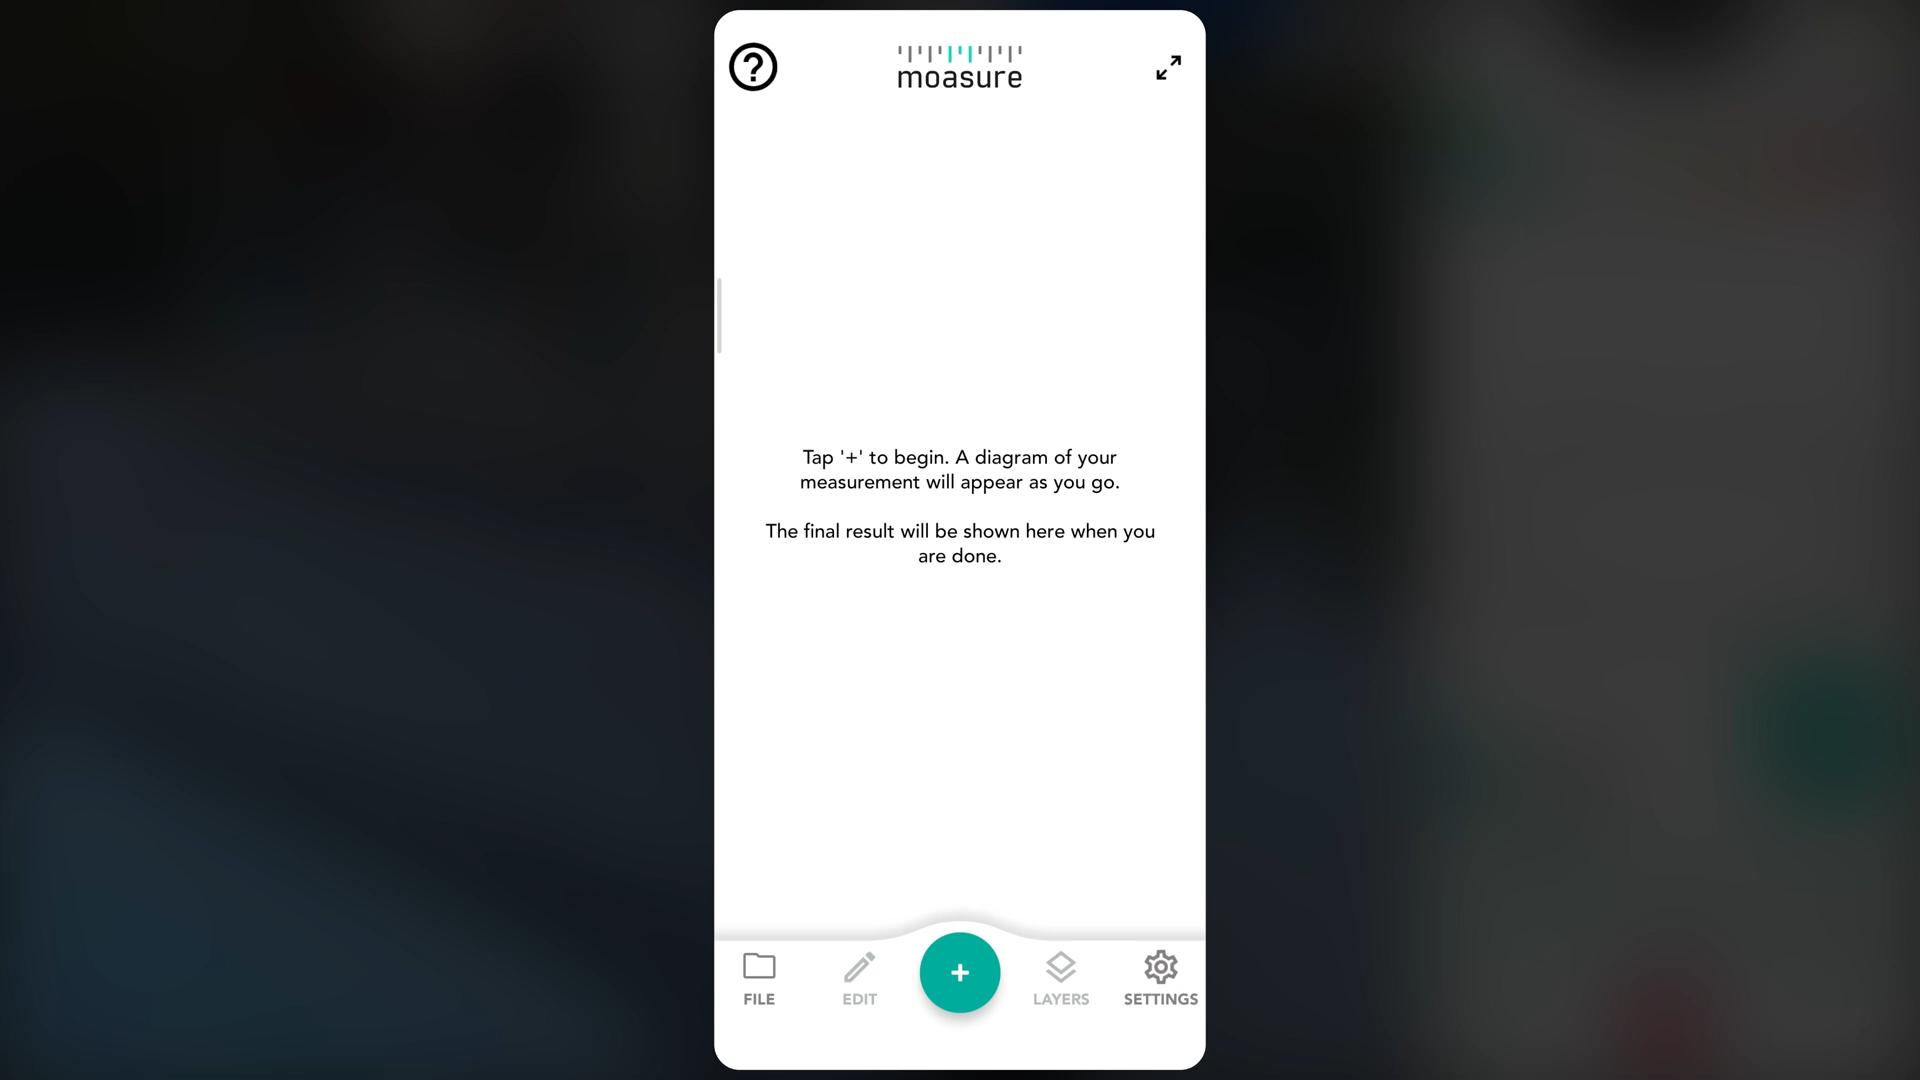 moasure
Tap '+' to begin. A diagram of your
measurement will appear as you go.
The final result will be shown here when you
are done.
FILE
EDIT
+
LAYERS
SETTINGS